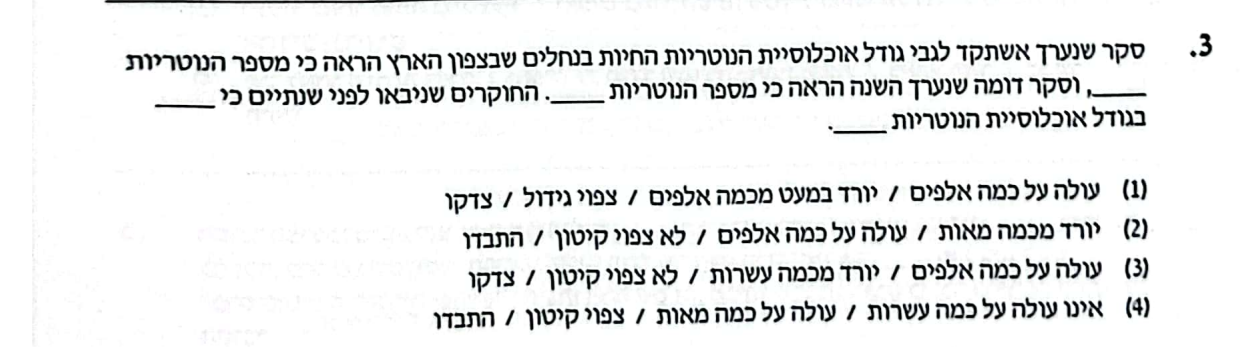 3. סקר שנערך אשתקד לגבי גודל אוכלוסיית הנוטריות החיות בנחלים שבצפון הארץ הראה כי מספר הנוטריות
____, וסקר דומה שנערך השנה הראה כי מספר הנוטריות ____. החוקרים שניבאו לפני שנתיים כי ____
בגודל אוכלוסיית הנוטריות ____.
(1) עולה על כמה אלפים / יורד במעט מכמה אלפים / צפוי גידול / צדקו
(2) יורד מכמה מאות / עולה על כמה אלפים / לא צפוי קיטון / התבדו
(3) עולה על כמה אלפים / יורד מכמה עשרות / לא צפוי קיטון / צדקו
(4) אינו עולה על כמה עשרות / עולה על כמה מאות / צפוי קיטון / התבדו